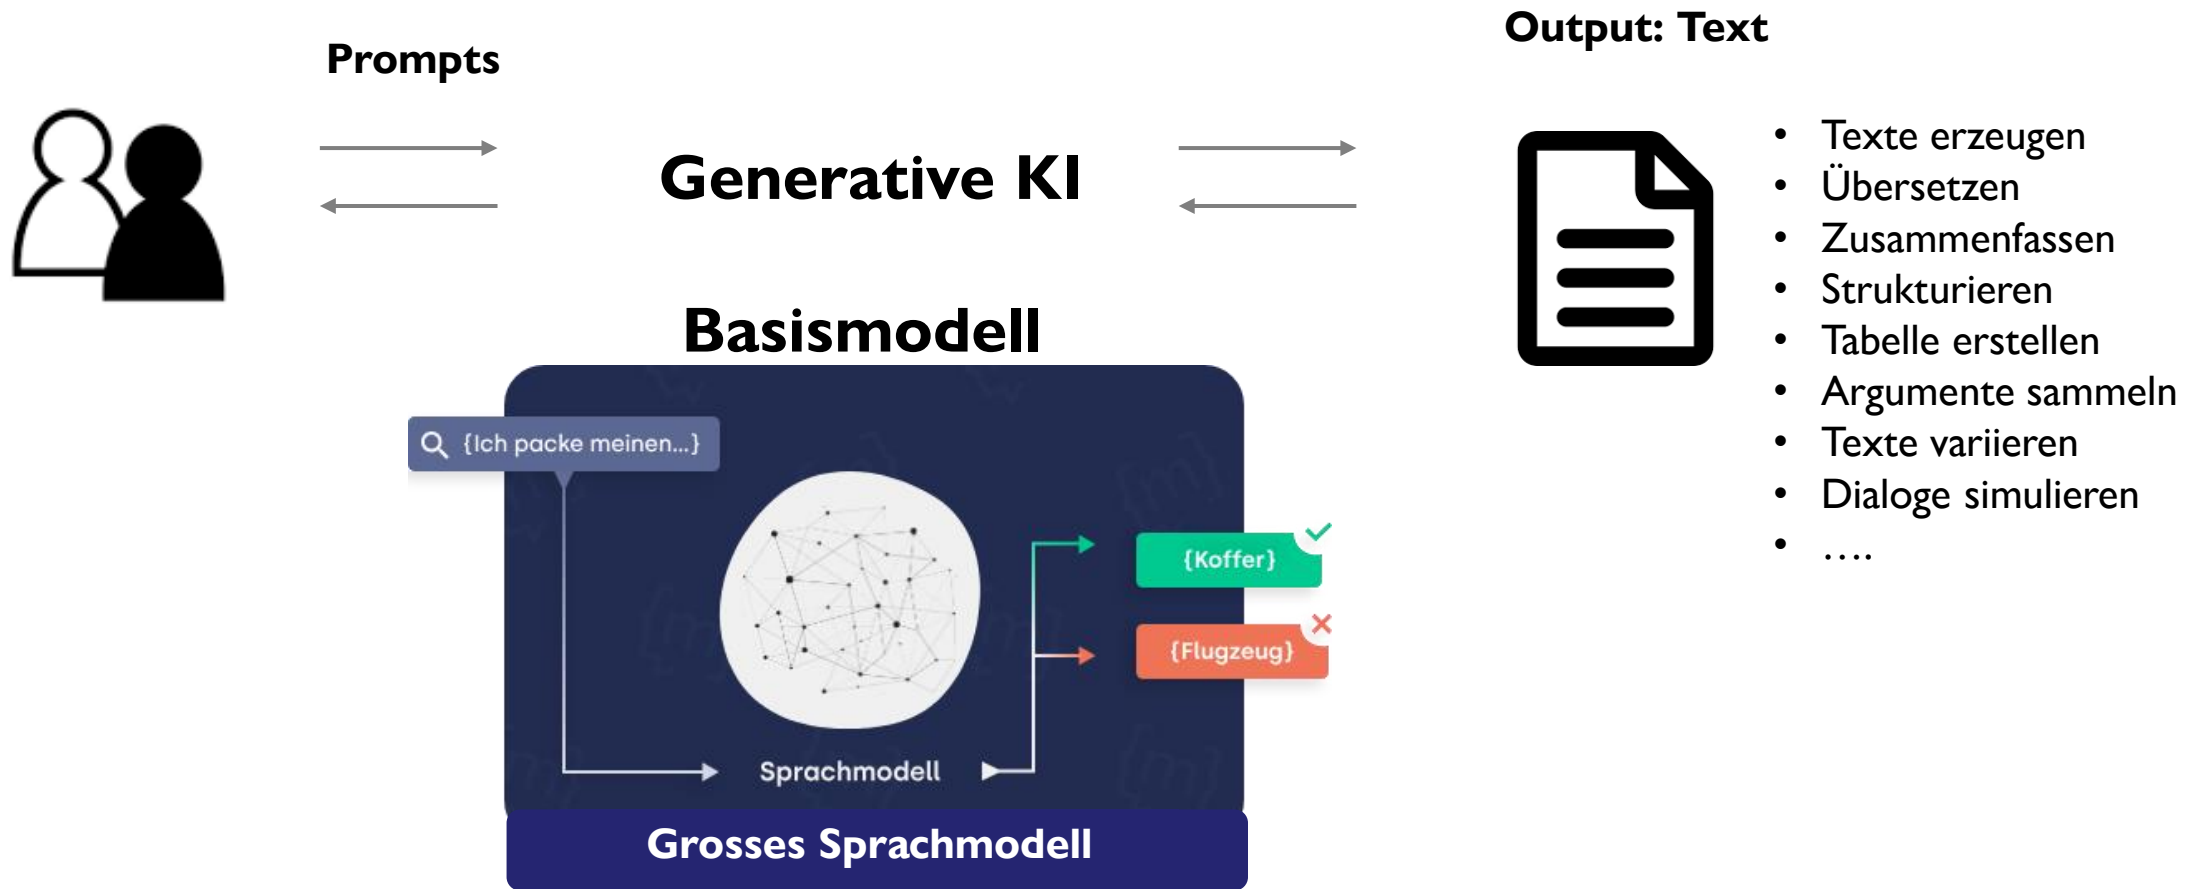 Prompts
Generative KI
Basismodell
{Ich packe meinen...}
{Koffer}
{Flugzeug}
Sprachmodell
Grosses Sprachmodell
Output: Text
• Texte erzeugen
• Übersetzen
• Zusammenfassen
• Strukturieren
• Tabelle erstellen
• Argumente sammeln
• Texte variieren
• Dialoge simulieren
• ….
{m}
{m}
{m}
{m}